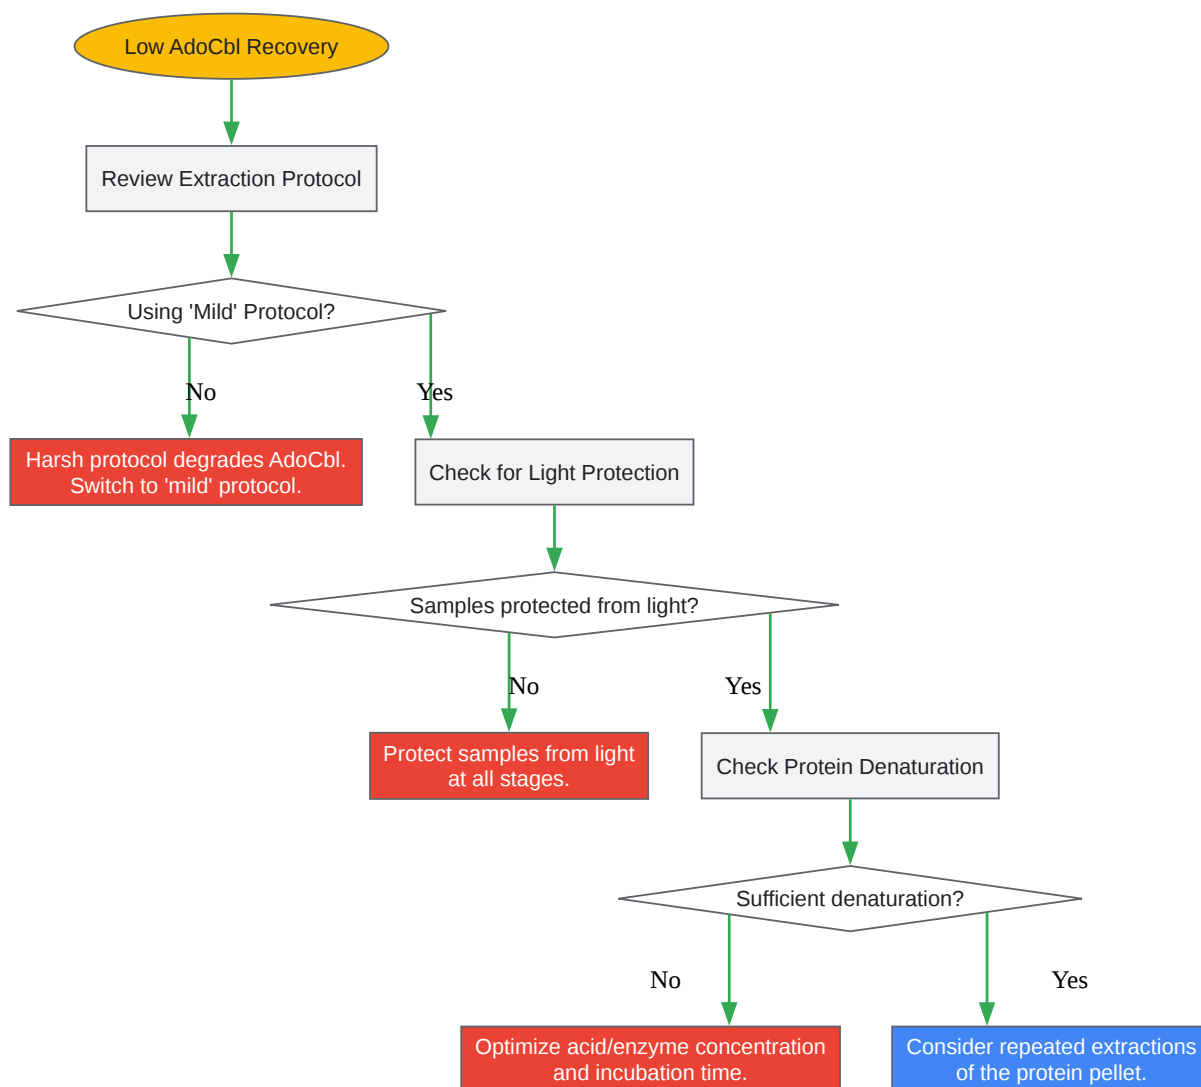 Low AdoCbl Recovery
Review Extraction Protocol
Using 'Mild' Protocol?
No
Yes
Harsh protocol degrades AdoCbl.
Switch to 'mild' protocol.
Check for Light Protection
Samples protected from light?
No
Yes
Protect samples from light
at all stages.
Check Protein Denaturation
Sufficient denaturation?
No
Yes
Optimize acid/enzyme concentration
and incubation time.
Consider repeated extractions
of the protein pellet.